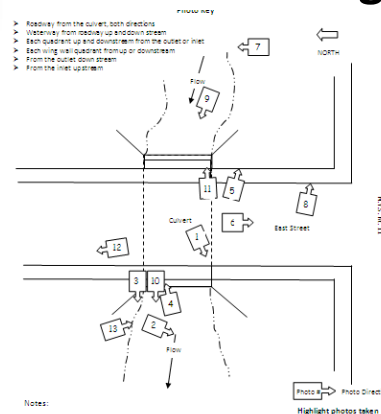 Photo Key
➤ Roadway from the culvert, both directions
➤ Waterway from roadway up and down stream
➤ Each quadrant up and downstream from the outlet or inlet
➤ Each wing wall quadrant from up or downstream
➤ From the outlet down stream
➤ From the inlet upstream
7
NORTH
Flow
9
11
5
8
Culvert
6
East Street
1
12
3
10
4
13
2
Flow
Photo #
Photo Direct
Notes:
Highlight photos taken